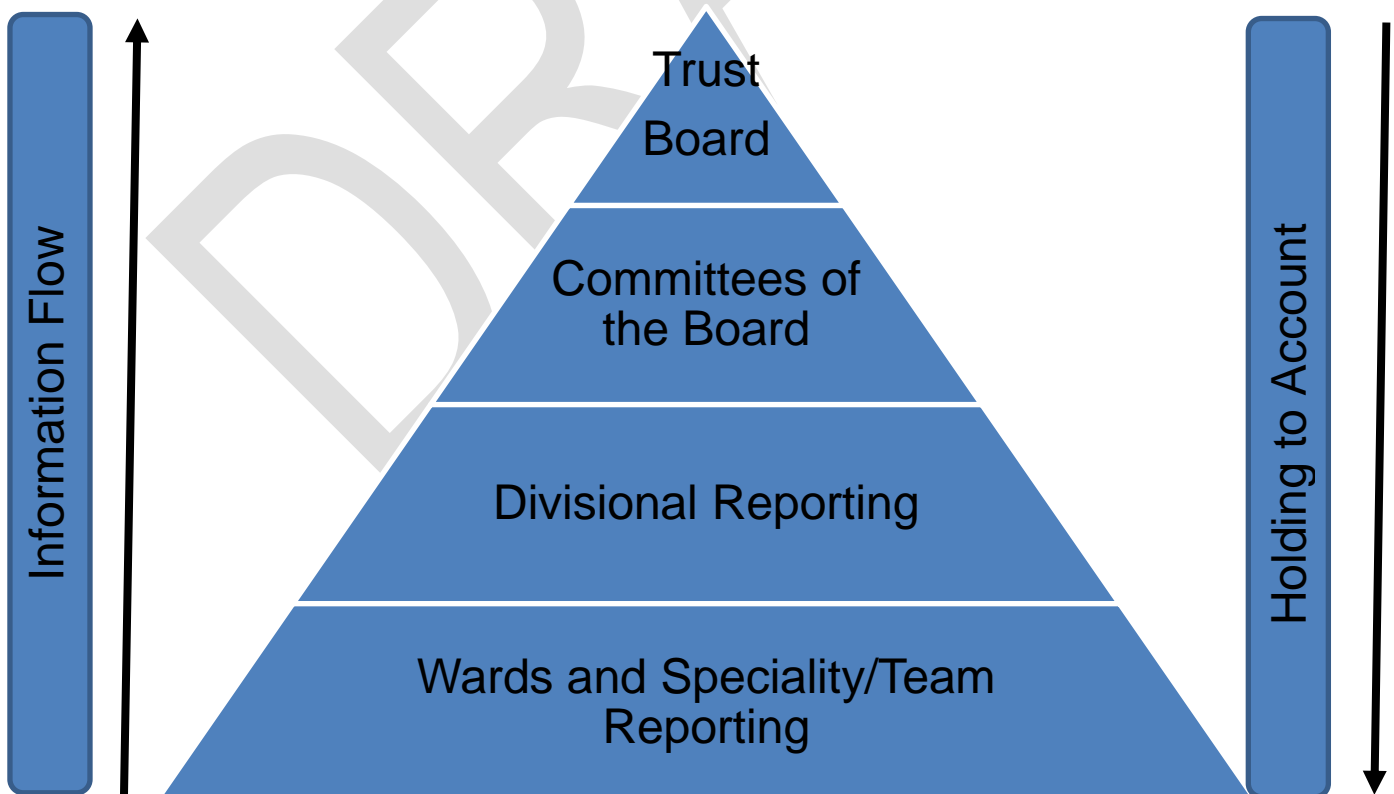 Trust
Board
Committees of
the Board
Divisional Reporting
Wards and Speciality/Team
Reporting
Information Flow
Holding to Account